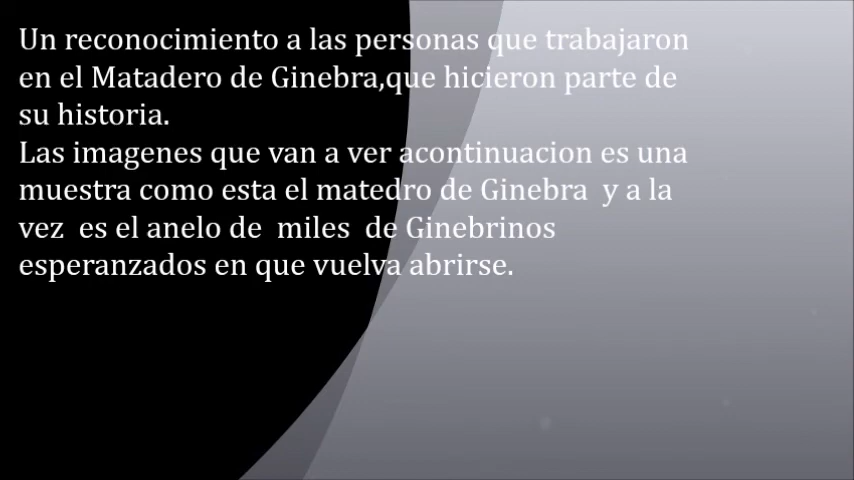 Un reconocimiento a las personas que trabajaron
en el Matadero de Ginebra,que hicieron parte de
su historia.
Las imagenes que van a ver acontinuacion es una
muestra como esta el matedro de Ginebra  y a la
vez  es el anelo de  miles  de Ginebrinos
esperanzados en que vuelva abrirse.